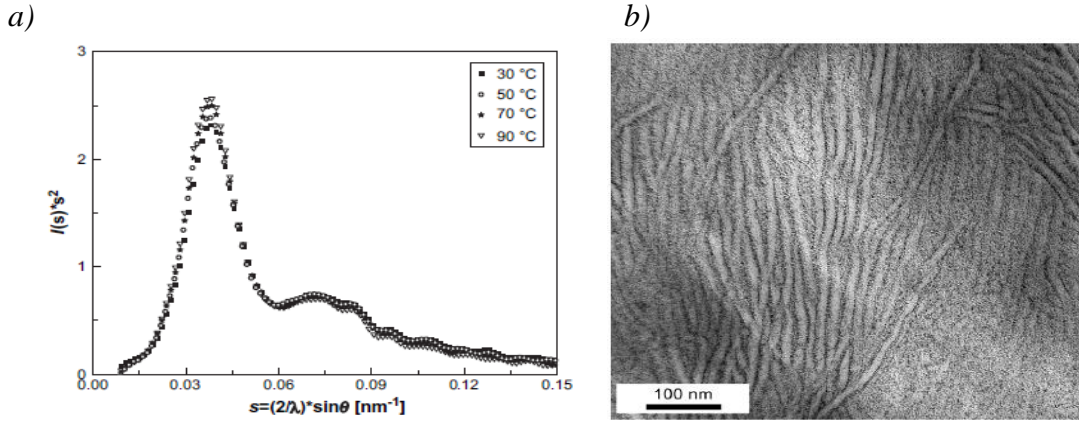 a)
b)
3
2
1
0
I(s)*s²
30 °C
50 °C
70 °C
90 °C
0.00
0.03
0.06
0.09
0.12
0.15
s=(2/λ)*sinθ [nm⁻¹]
100 nm